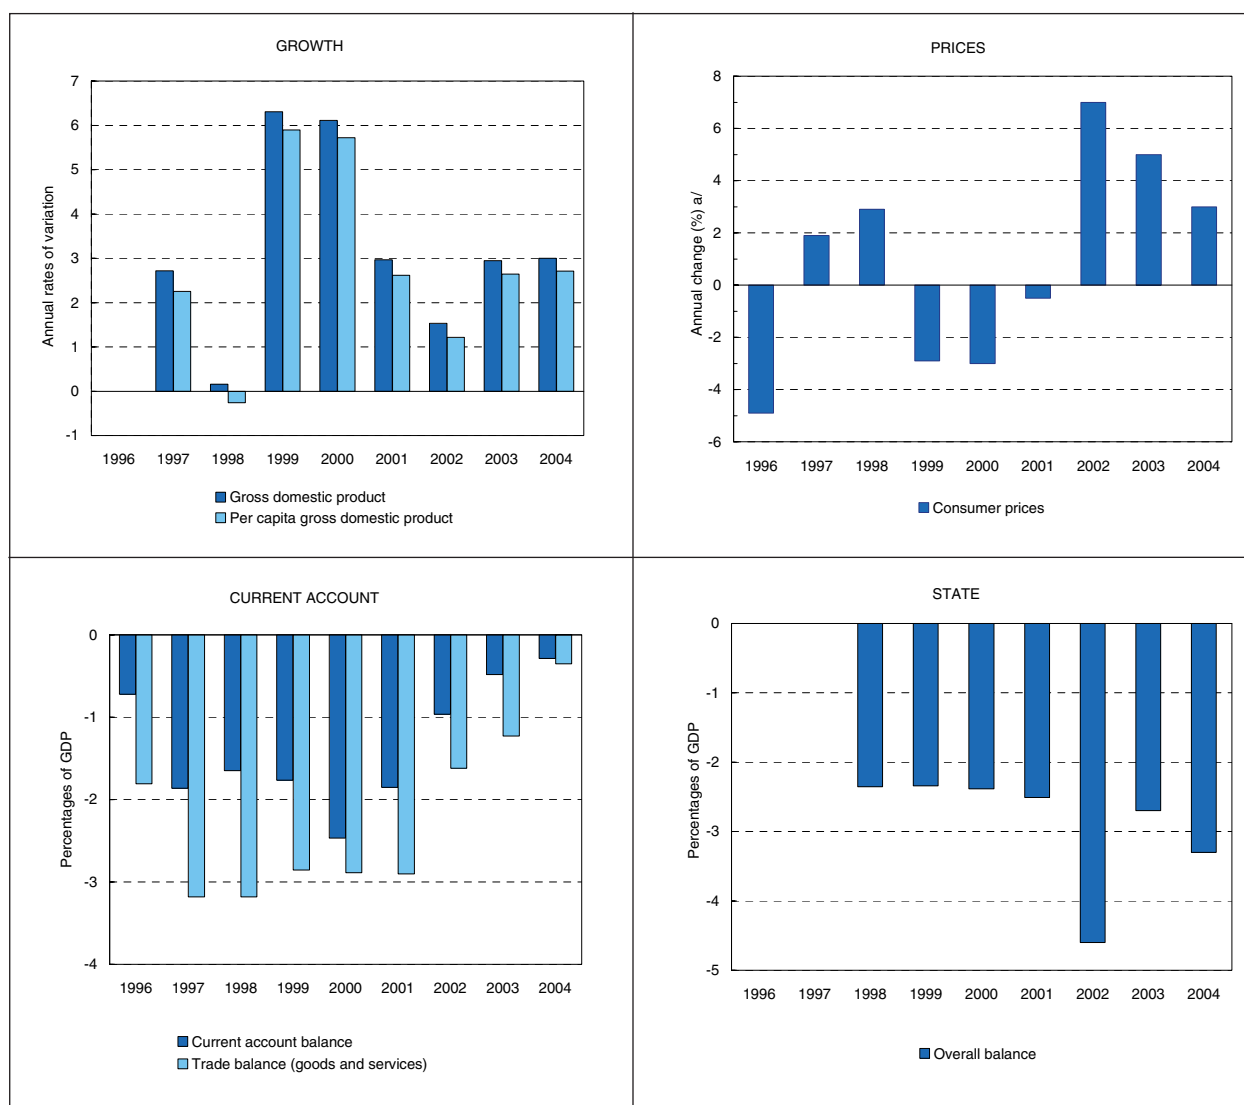 GROWTH
Annual rates of variation
7
6
5
4
3
2
1
0
-1
1996 1997 1998 1999 2000 2001 2002 2003 2004
Gross domestic product
Per capita gross domestic product
PRICES
Annual change (%) a/
8
6
4
2
0
-2
-4
-6
1996 1997 1998 1999 2000 2001 2002 2003 2004
Consumer prices
CURRENT ACCOUNT
Percentages of GDP
0
-1
-2
-3
-4
1996 1997 1998 1999 2000 2001 2002 2003 2004
Current account balance
Trade balance (goods and services)
STATE
Percentages of GDP
0
-1
-2
-3
-4
-5
1996 1997 1998 1999 2000 2001 2002 2003 2004
Overall balance